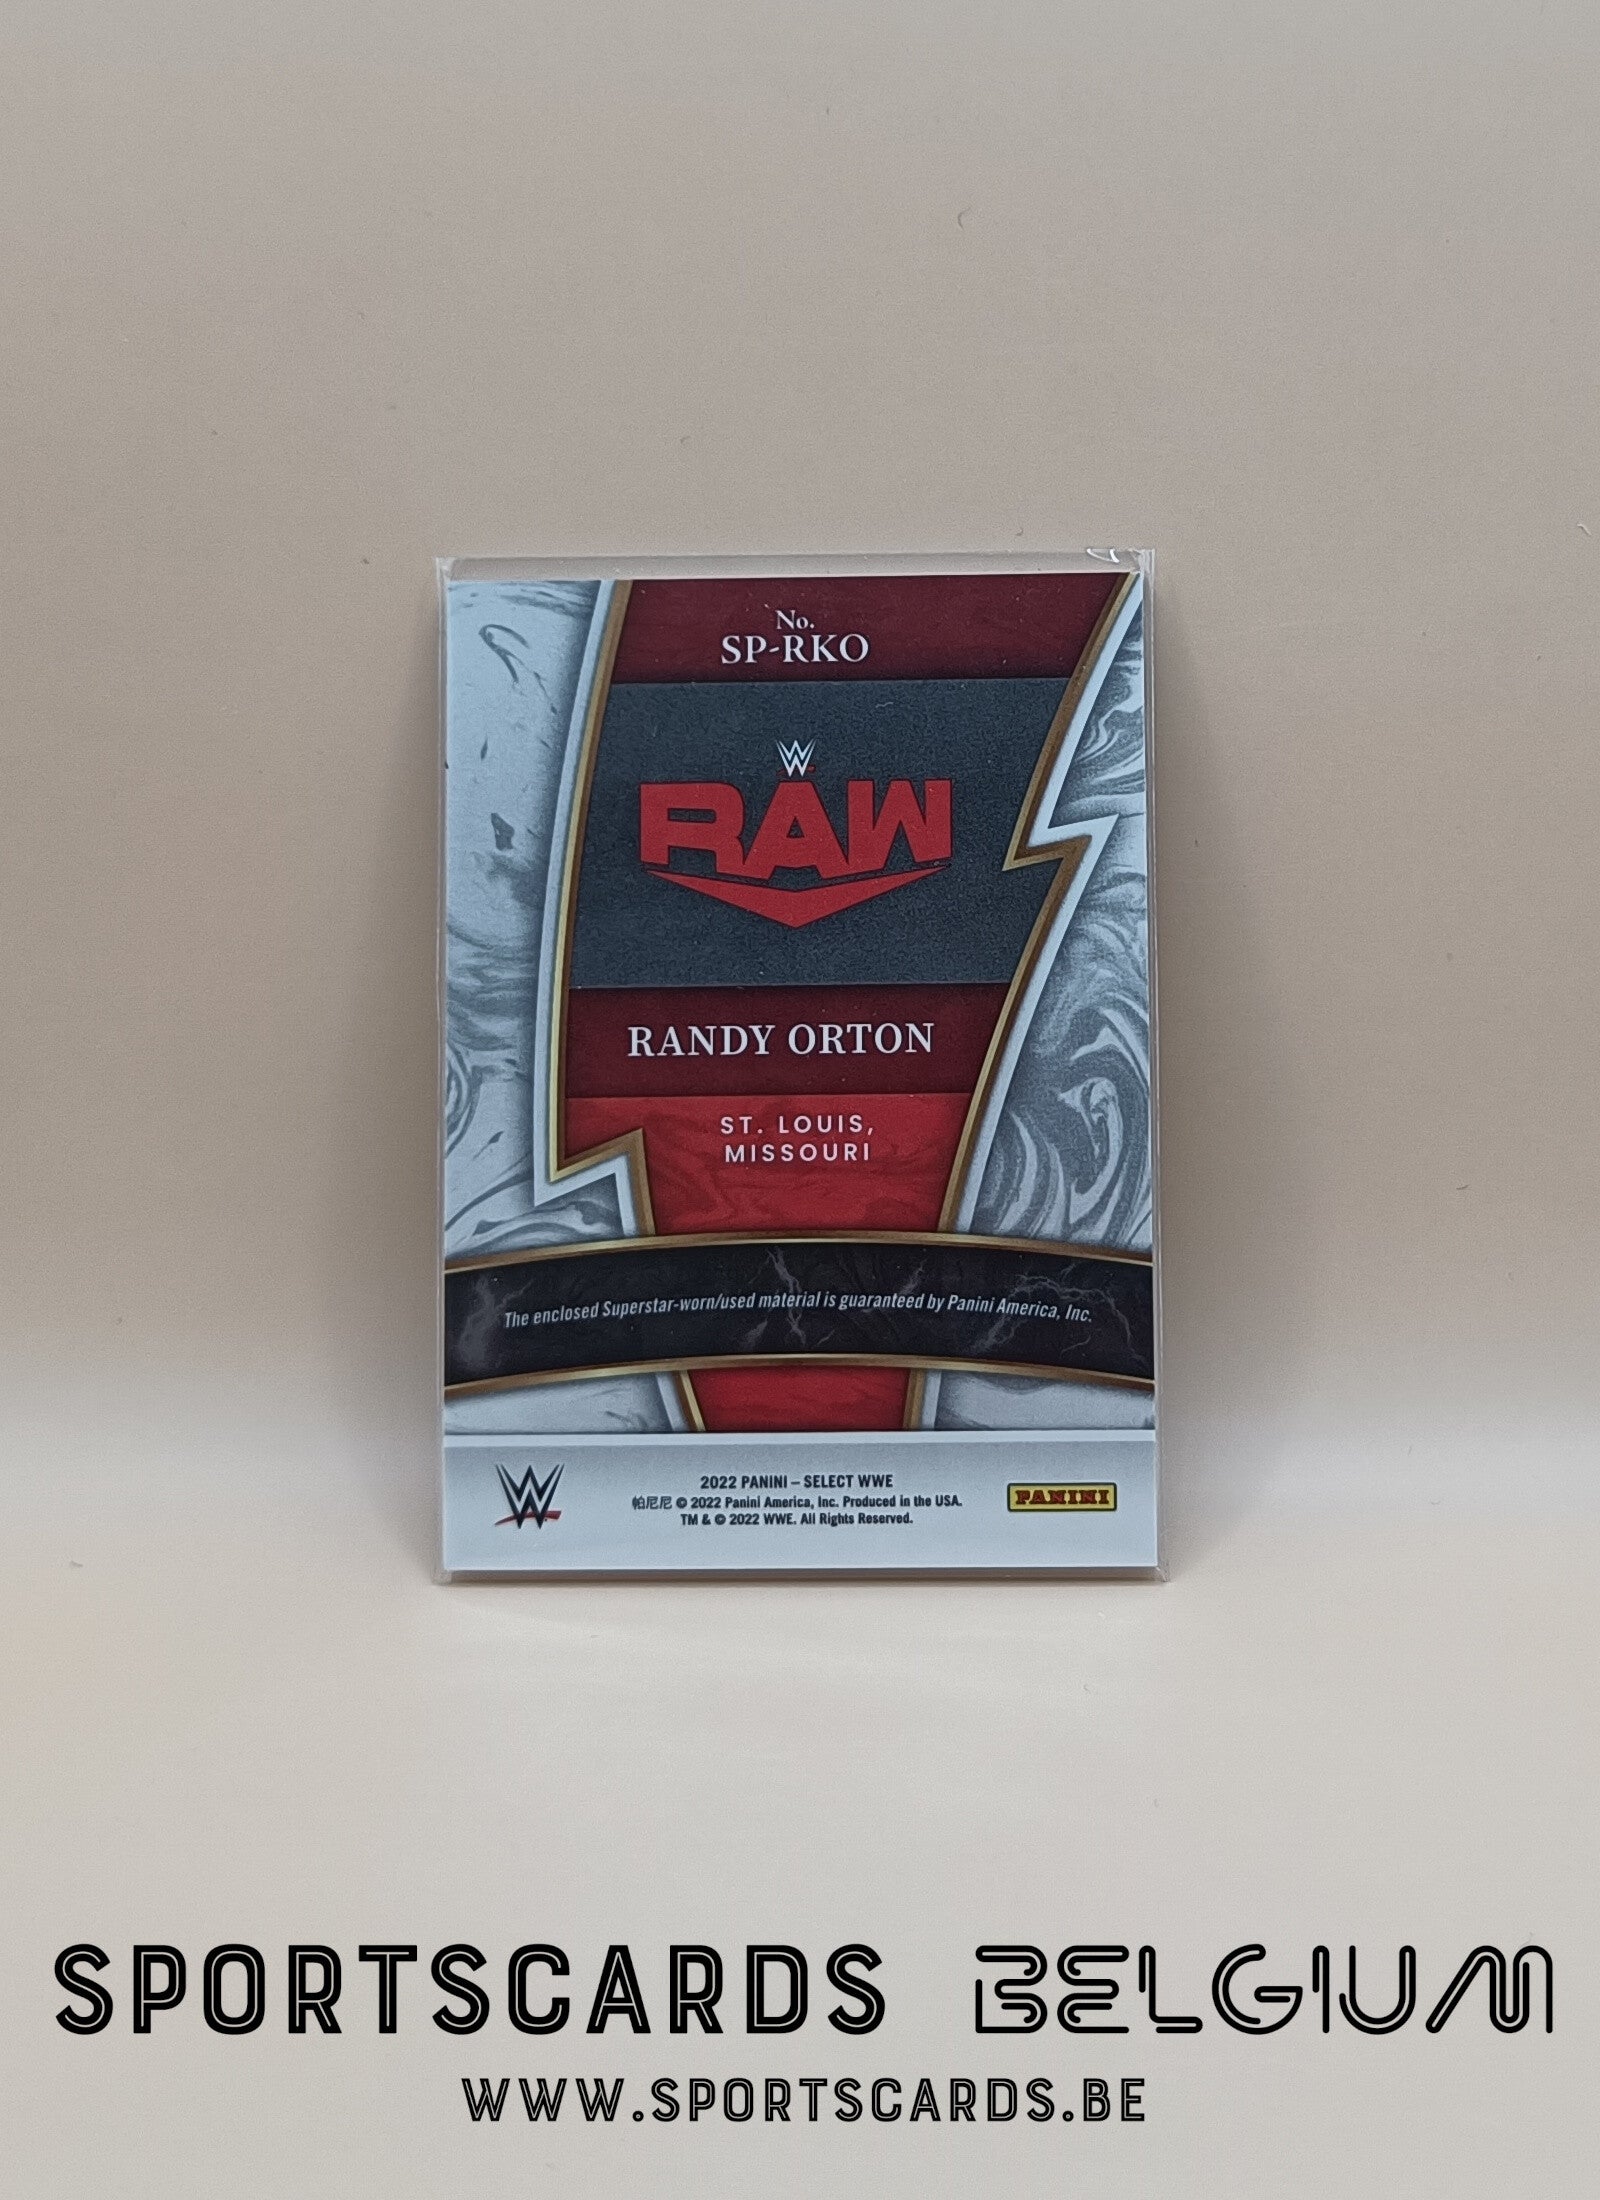 No.
SP-RKO
W
RAW
RANDY ORTON
ST. LOUIS,
MISSOURI
The enclosed Superstar-worn/used material is guaranteed by Panini America, Inc.
W
2022 PANINI – SELECT WWE
帕尼尼 © 2022 Panini America, Inc. Produced in the USA.
TM & © 2022 WWE. All Rights Reserved.
PANINI
SPORTSCARDS BELGIUM
WWW.SPORTSCARDS.BE